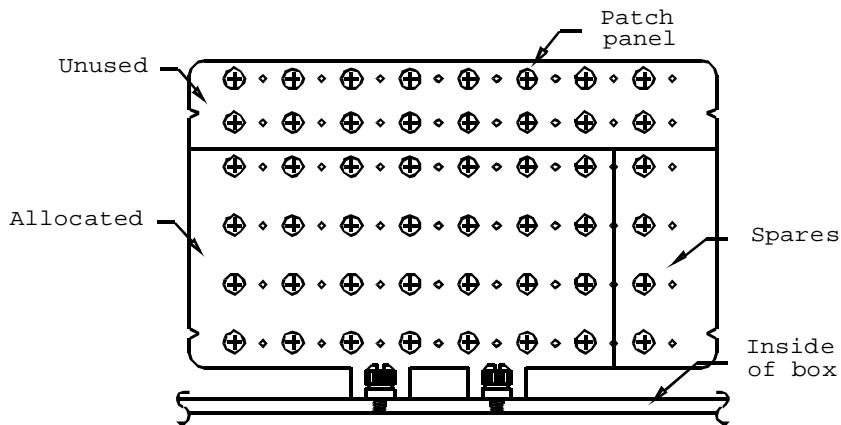 Patch
panel
Unused
Allocated
Spares
Inside
of box